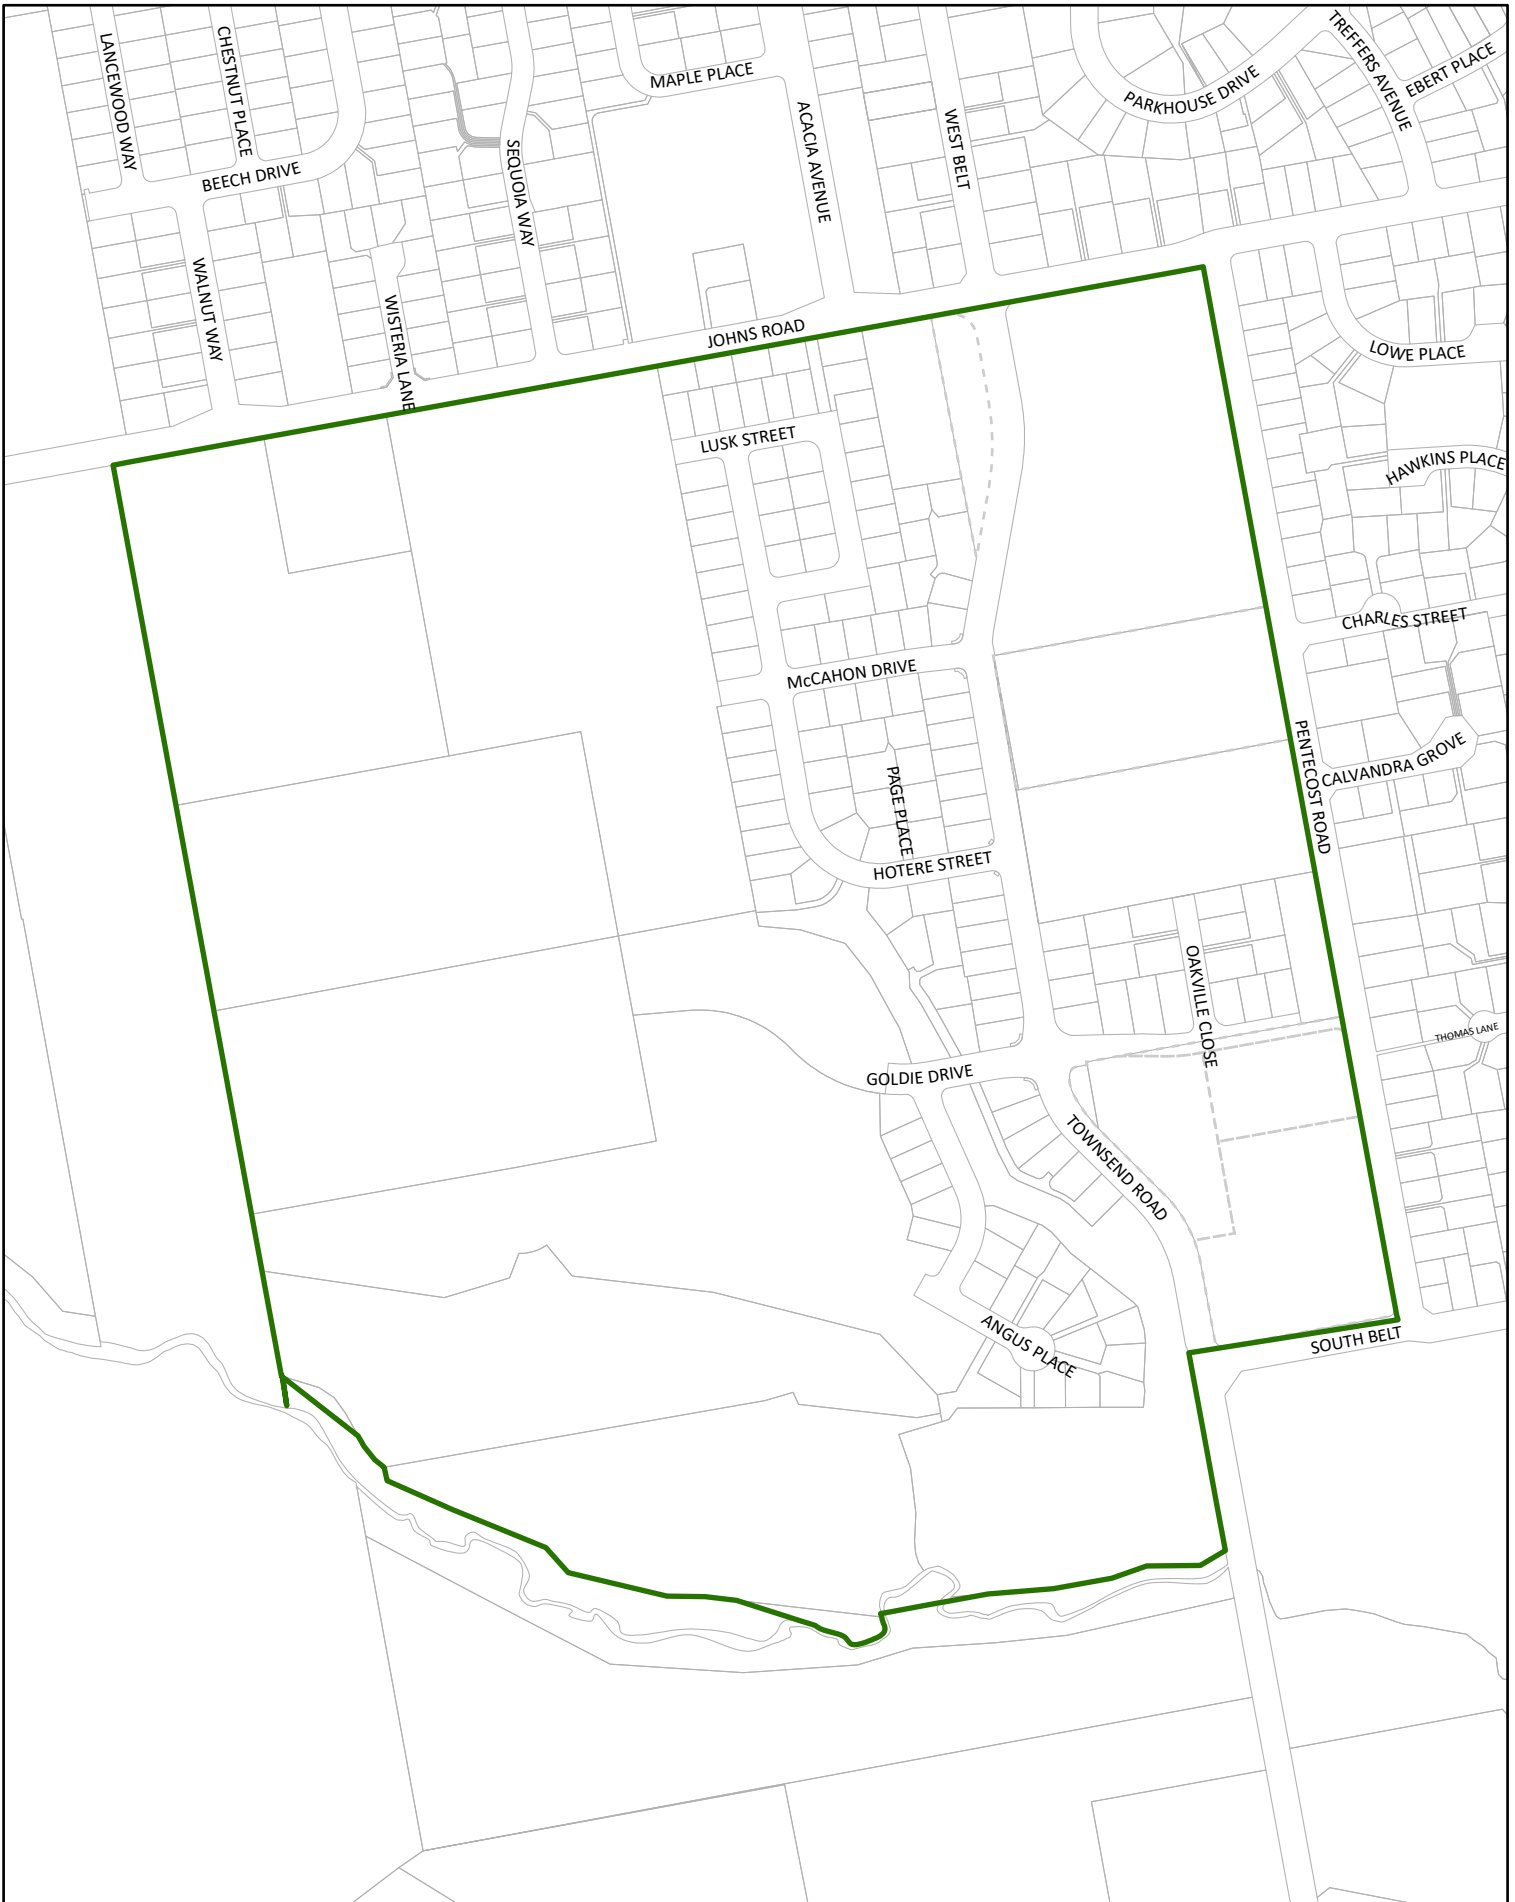 LANCEWOOD WAY
CHESTNUT PLACE
BEECH DRIVE
SEQUOIA WAY
MAPLE PLACE
ACACIA AVENUE
WEST BELT
PARKHOUSE DRIVE
TREFFERS AVENUE
EBERT PLACE
WALNUT WAY
WISTERIA LANE
JOHNS ROAD
LOWE PLACE
LUSK STREET
HAWKINS PLACE
CHARLES STREET
McCAHON DRIVE
PAGE PLACE
PENTECOST ROAD
CALVANDRA GROVE
HOTERE STREET
OAKVILLE CLOSE
THOMAS LANE
GOLDIE DRIVE
TOWNSEND ROAD
ANGUS PLACE
SOUTH BELT